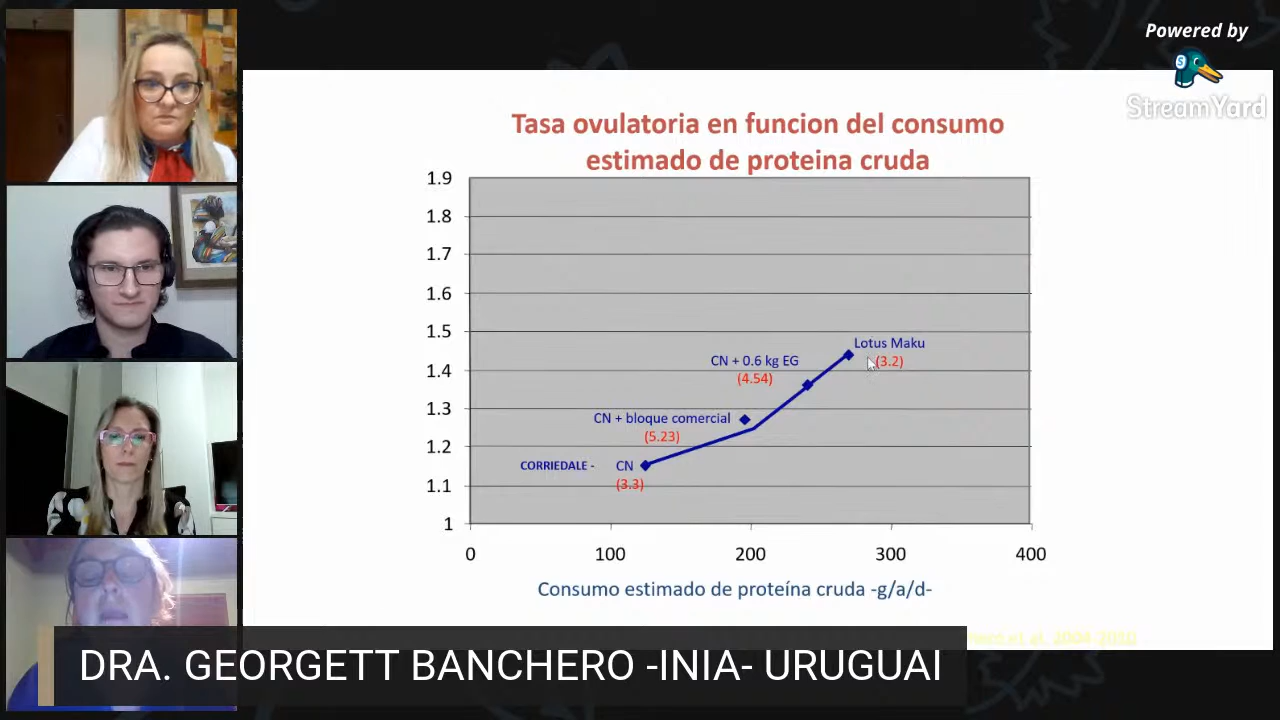 Powered by
StreamYard
Tasa ovulatoria en funcion del consumo
estimado de proteina cruda
1.9
1.8
1.7
1.6
1.5
1.4
1.3
1.2
1.1
1
Lotus Maku
(3.2)
CN + 0.6 kg EG
(4.54)
CN + bloque comercial
(5.23)
CORRIEDALE - CN
(3.3)
0 100 200 300 400
Consumo estimado de proteína cruda -g/a/d-
et al. 2004-
DRA. GEORGETT BANCHERO -INIA- URUGUAI